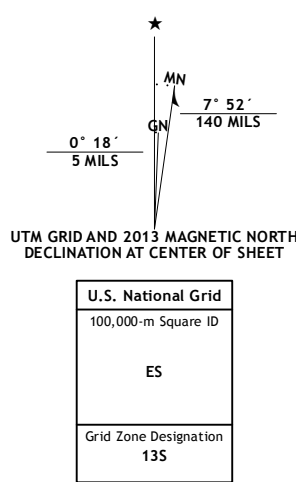 ★
MN
7° 52´
140 MILS
GN
0° 18´
5 MILS
UTM GRID AND 2013 MAGNETIC NORTH
DECLINATION AT CENTER OF SHEET
U.S. National Grid
100,000-m Square ID
ES
Grid Zone Designation
13S